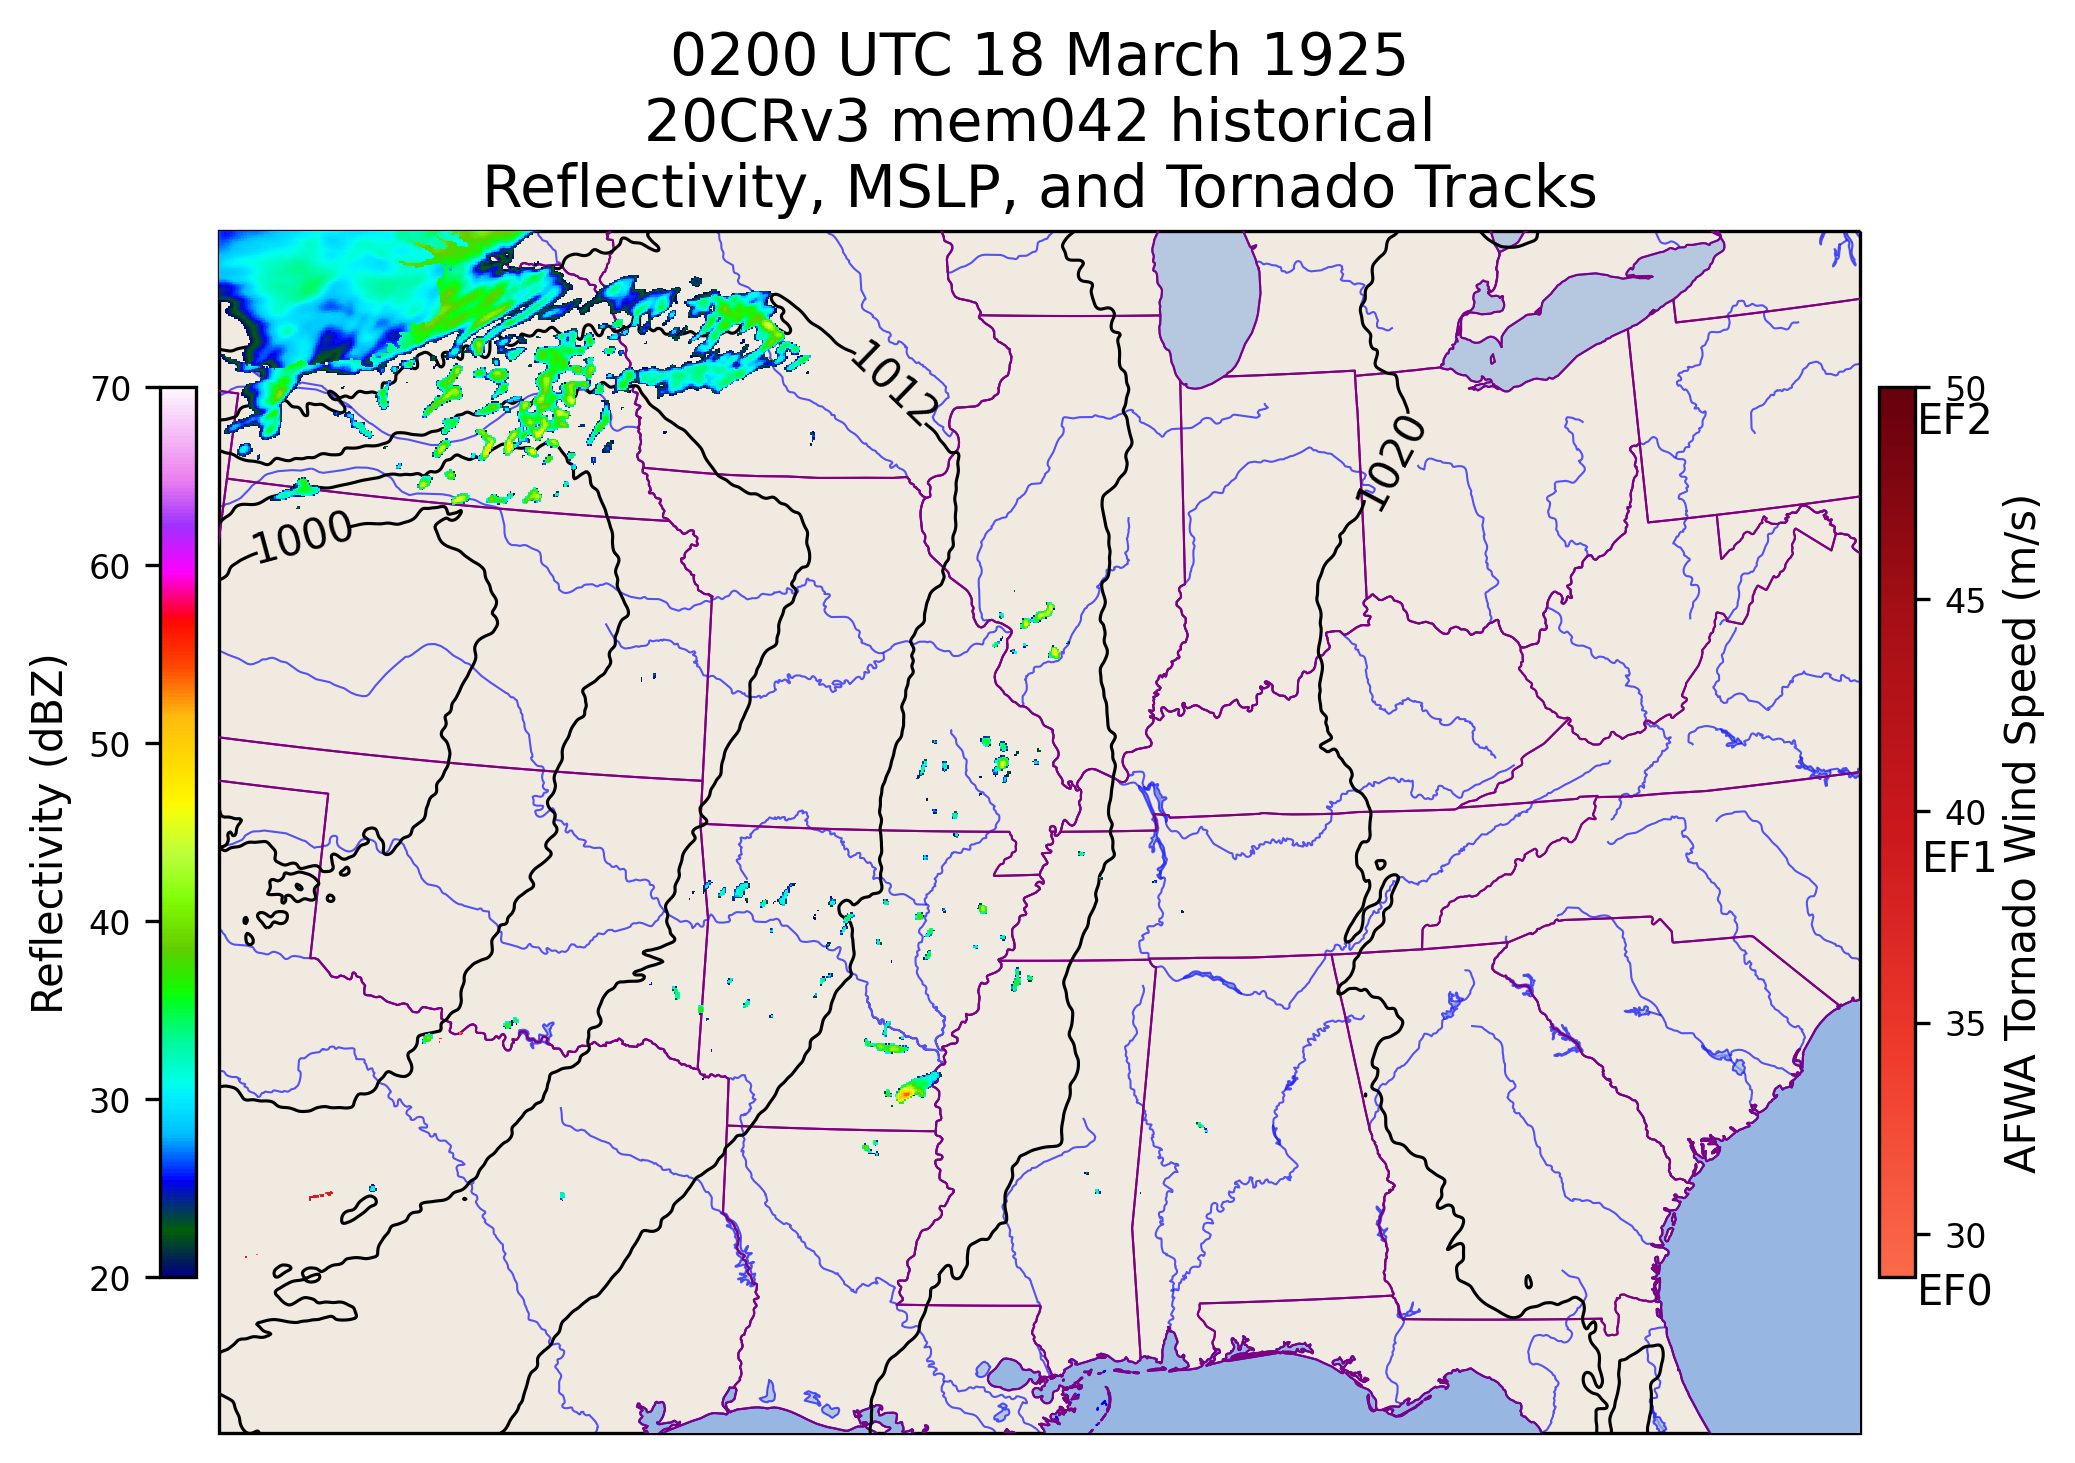 0200 UTC 18 March 1925
20CRv3 mem042 historical
Reflectivity, MSLP, and Tornado Tracks
1012
1020
1000
Reflectivity (dBZ)
70
60
50
40
30
20
50
EF2
45
40
EF1
35
30
EF0
AFWA Tornado Wind Speed (m/s)